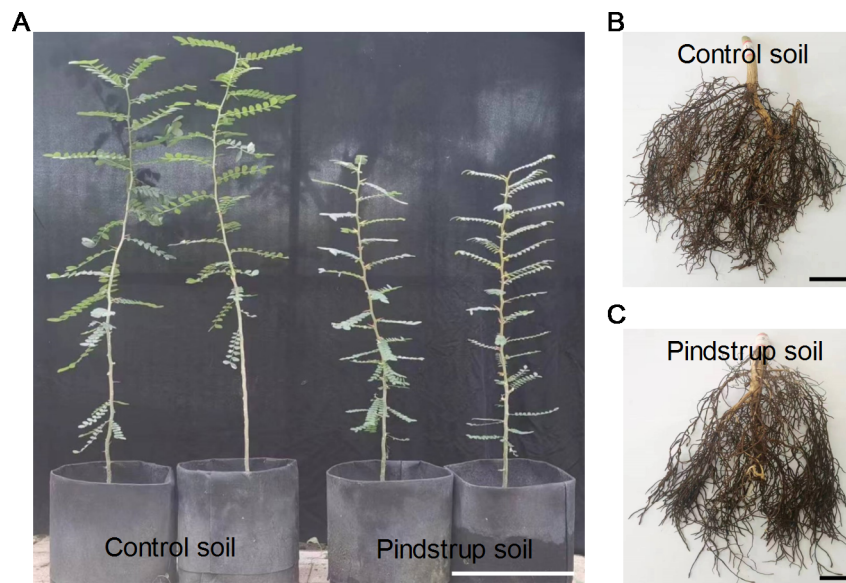 A
Control soil
Pindstrup soil
B
Control soil
C
Pindstrup soil